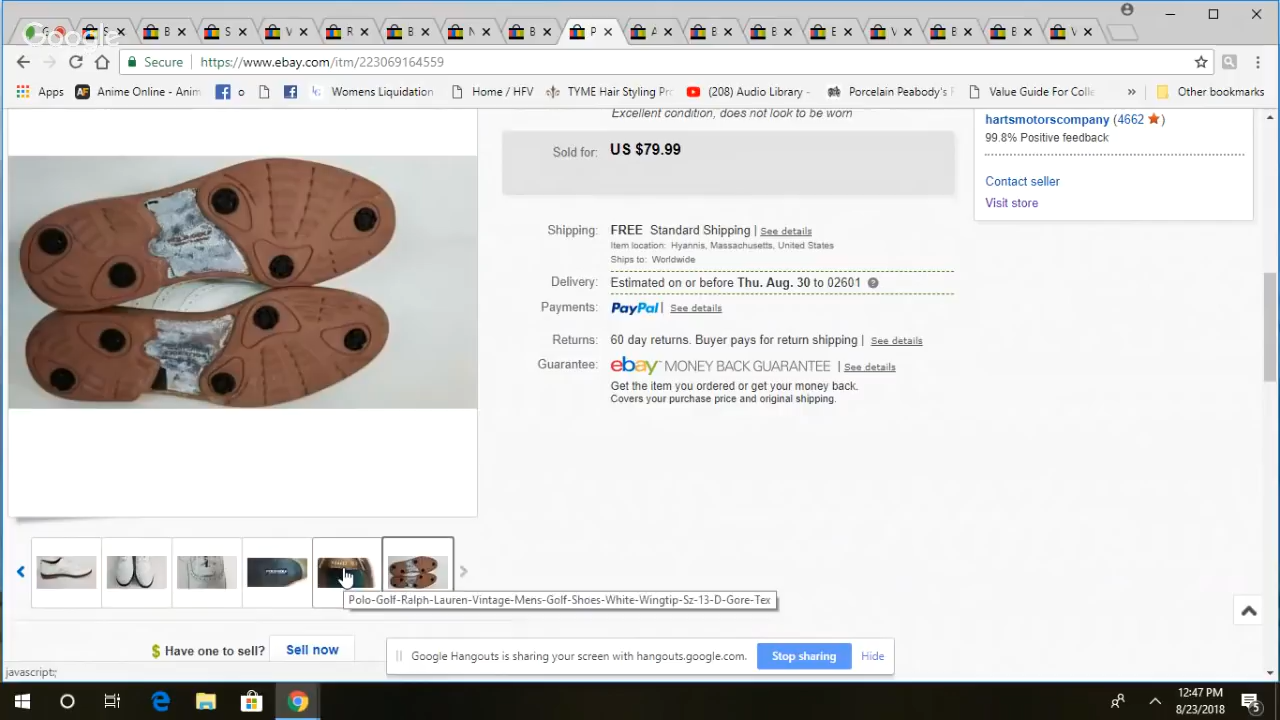 Google
S
B
S
V
R
B
N
B
P
A
B
B
E
V
B
B
V
Secure
https://www.ebay.com/itm/223069164559
Apps
Anime Online - Anim
o
Womens Liquidation
Home / HFV
TYME Hair Styling Pr
(208) Audio Library -
Porcelain Peabody's
Value Guide For Colle
»
Other bookmarks
Excellent condition, does not look to be worn
hartsmotorscompany (4662 )
99.8% Positive feedback
Sold for: US $79.99
Contact seller
Visit store
Shipping: FREE Standard Shipping | See details
Item location: Hyannis, Massachusetts, United States
Ships to: Worldwide
Delivery: Estimated on or before Thu. Aug. 30 to 02601 ?
Payments: PayPal | See details
Returns: 60 day returns. Buyer pays for return shipping | See details
Guarantee: ebay MONEY BACK GUARANTEE | See details
Get the item you ordered or get your money back.
Covers your purchase price and original shipping.
Polo-Golf-Ralph-Lauren-Vintage-Mens-Golf-Shoes-White-Wingtip-Sz-13-D-Gore-Tex
$ Have one to sell? Sell now
Google Hangouts is sharing your screen with hangouts.google.com. Stop sharing Hide
javascript:;
12:47 PM
8/23/2018
5